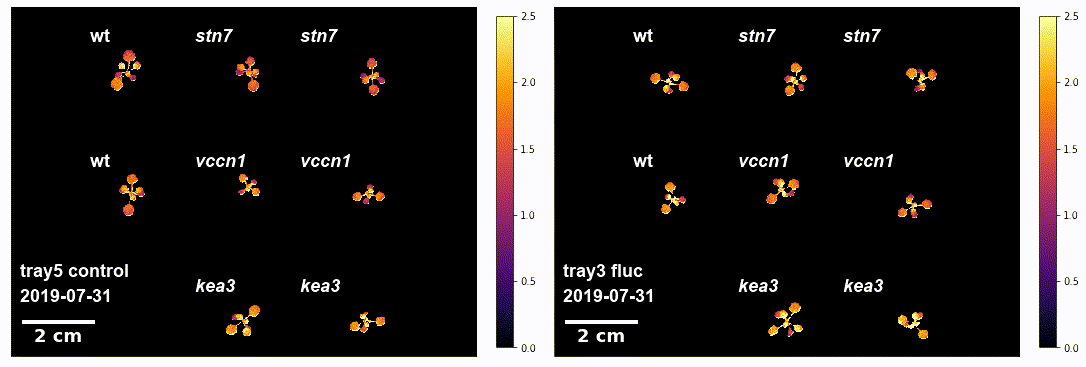 wt stn7 stn7
wt vccn1 vccn1
tray5 control
2019-07-31
kea3 kea3
2 cm
2.5
2.0
1.5
1.0
0.5
0.0
wt stn7 stn7
wt vccn1 vccn1
tray3 fluc
2019-07-31
kea3 kea3
2 cm
2.5
2.0
1.5
1.0
0.5
0.0